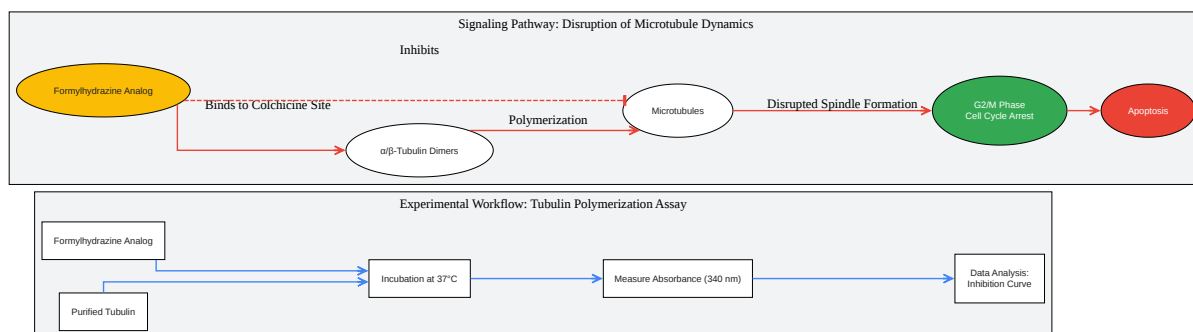 Signaling Pathway: Disruption of Microtubule Dynamics
Inhibits
Formylhydrazine Analog
Binds to Colchicine Site
Polymerization
α/β-Tubulin Dimers
Microtubules
Disrupted Spindle Formation
G2/M Phase
Cell Cycle Arrest
Apoptosis
Experimental Workflow: Tubulin Polymerization Assay
Formylhydrazine Analog
Purified Tubulin
Incubation at 37°C
Measure Absorbance (340 nm)
Data Analysis:
Inhibition Curve